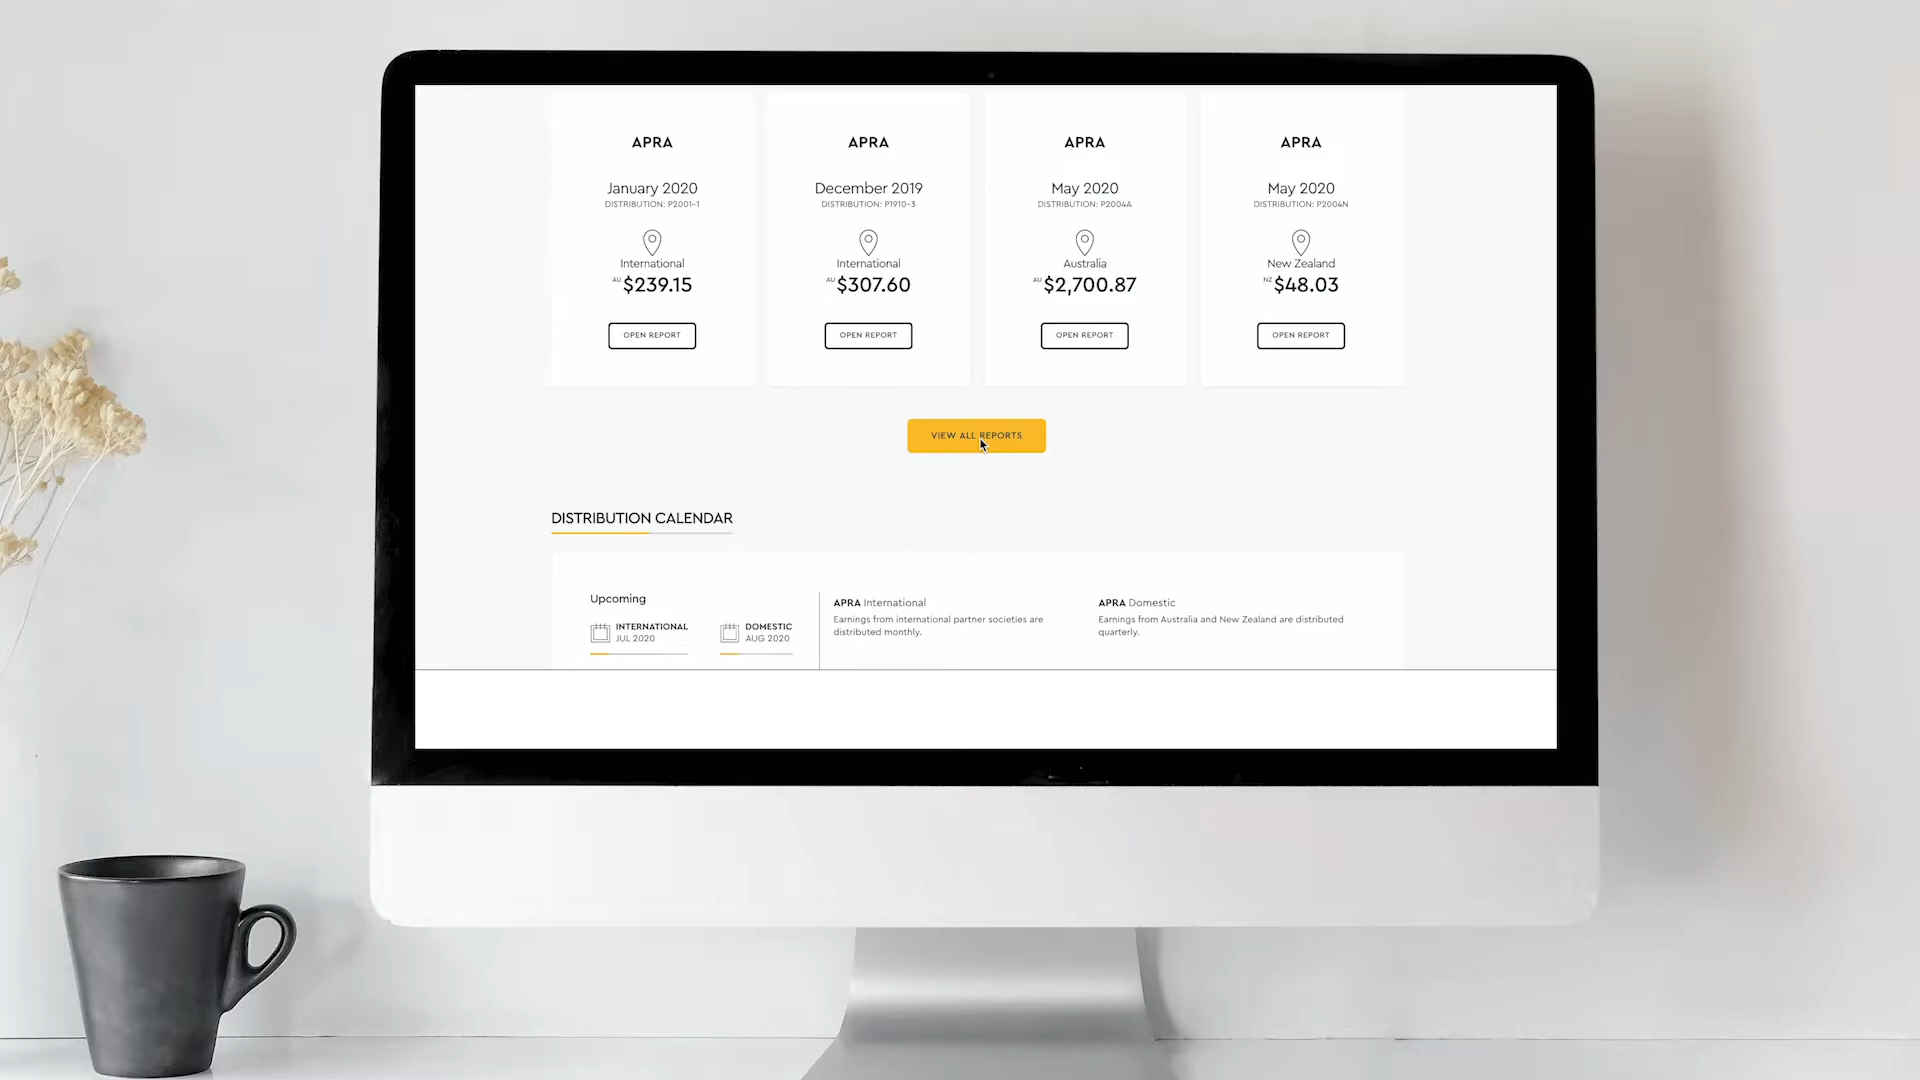 APRA
January 2020
DISTRIBUTION: P2001-1
International
AU $239.15
OPEN REPORT
APRA
December 2019
DISTRIBUTION: P1910-3
International
AU $307.60
OPEN REPORT
APRA
May 2020
DISTRIBUTION: P2004A
Australia
AU $2,700.87
OPEN REPORT
APRA
May 2020
DISTRIBUTION: P2004N
New Zealand
NZ $48.03
OPEN REPORT
VIEW ALL REPORTS
DISTRIBUTION CALENDAR
Upcoming
INTERNATIONAL
JUL 2020
DOMESTIC
AUG 2020
APRA International
Earnings from international partner societies are
distributed monthly.
APRA Domestic
Earnings from Australia and New Zealand are distributed
quarterly.